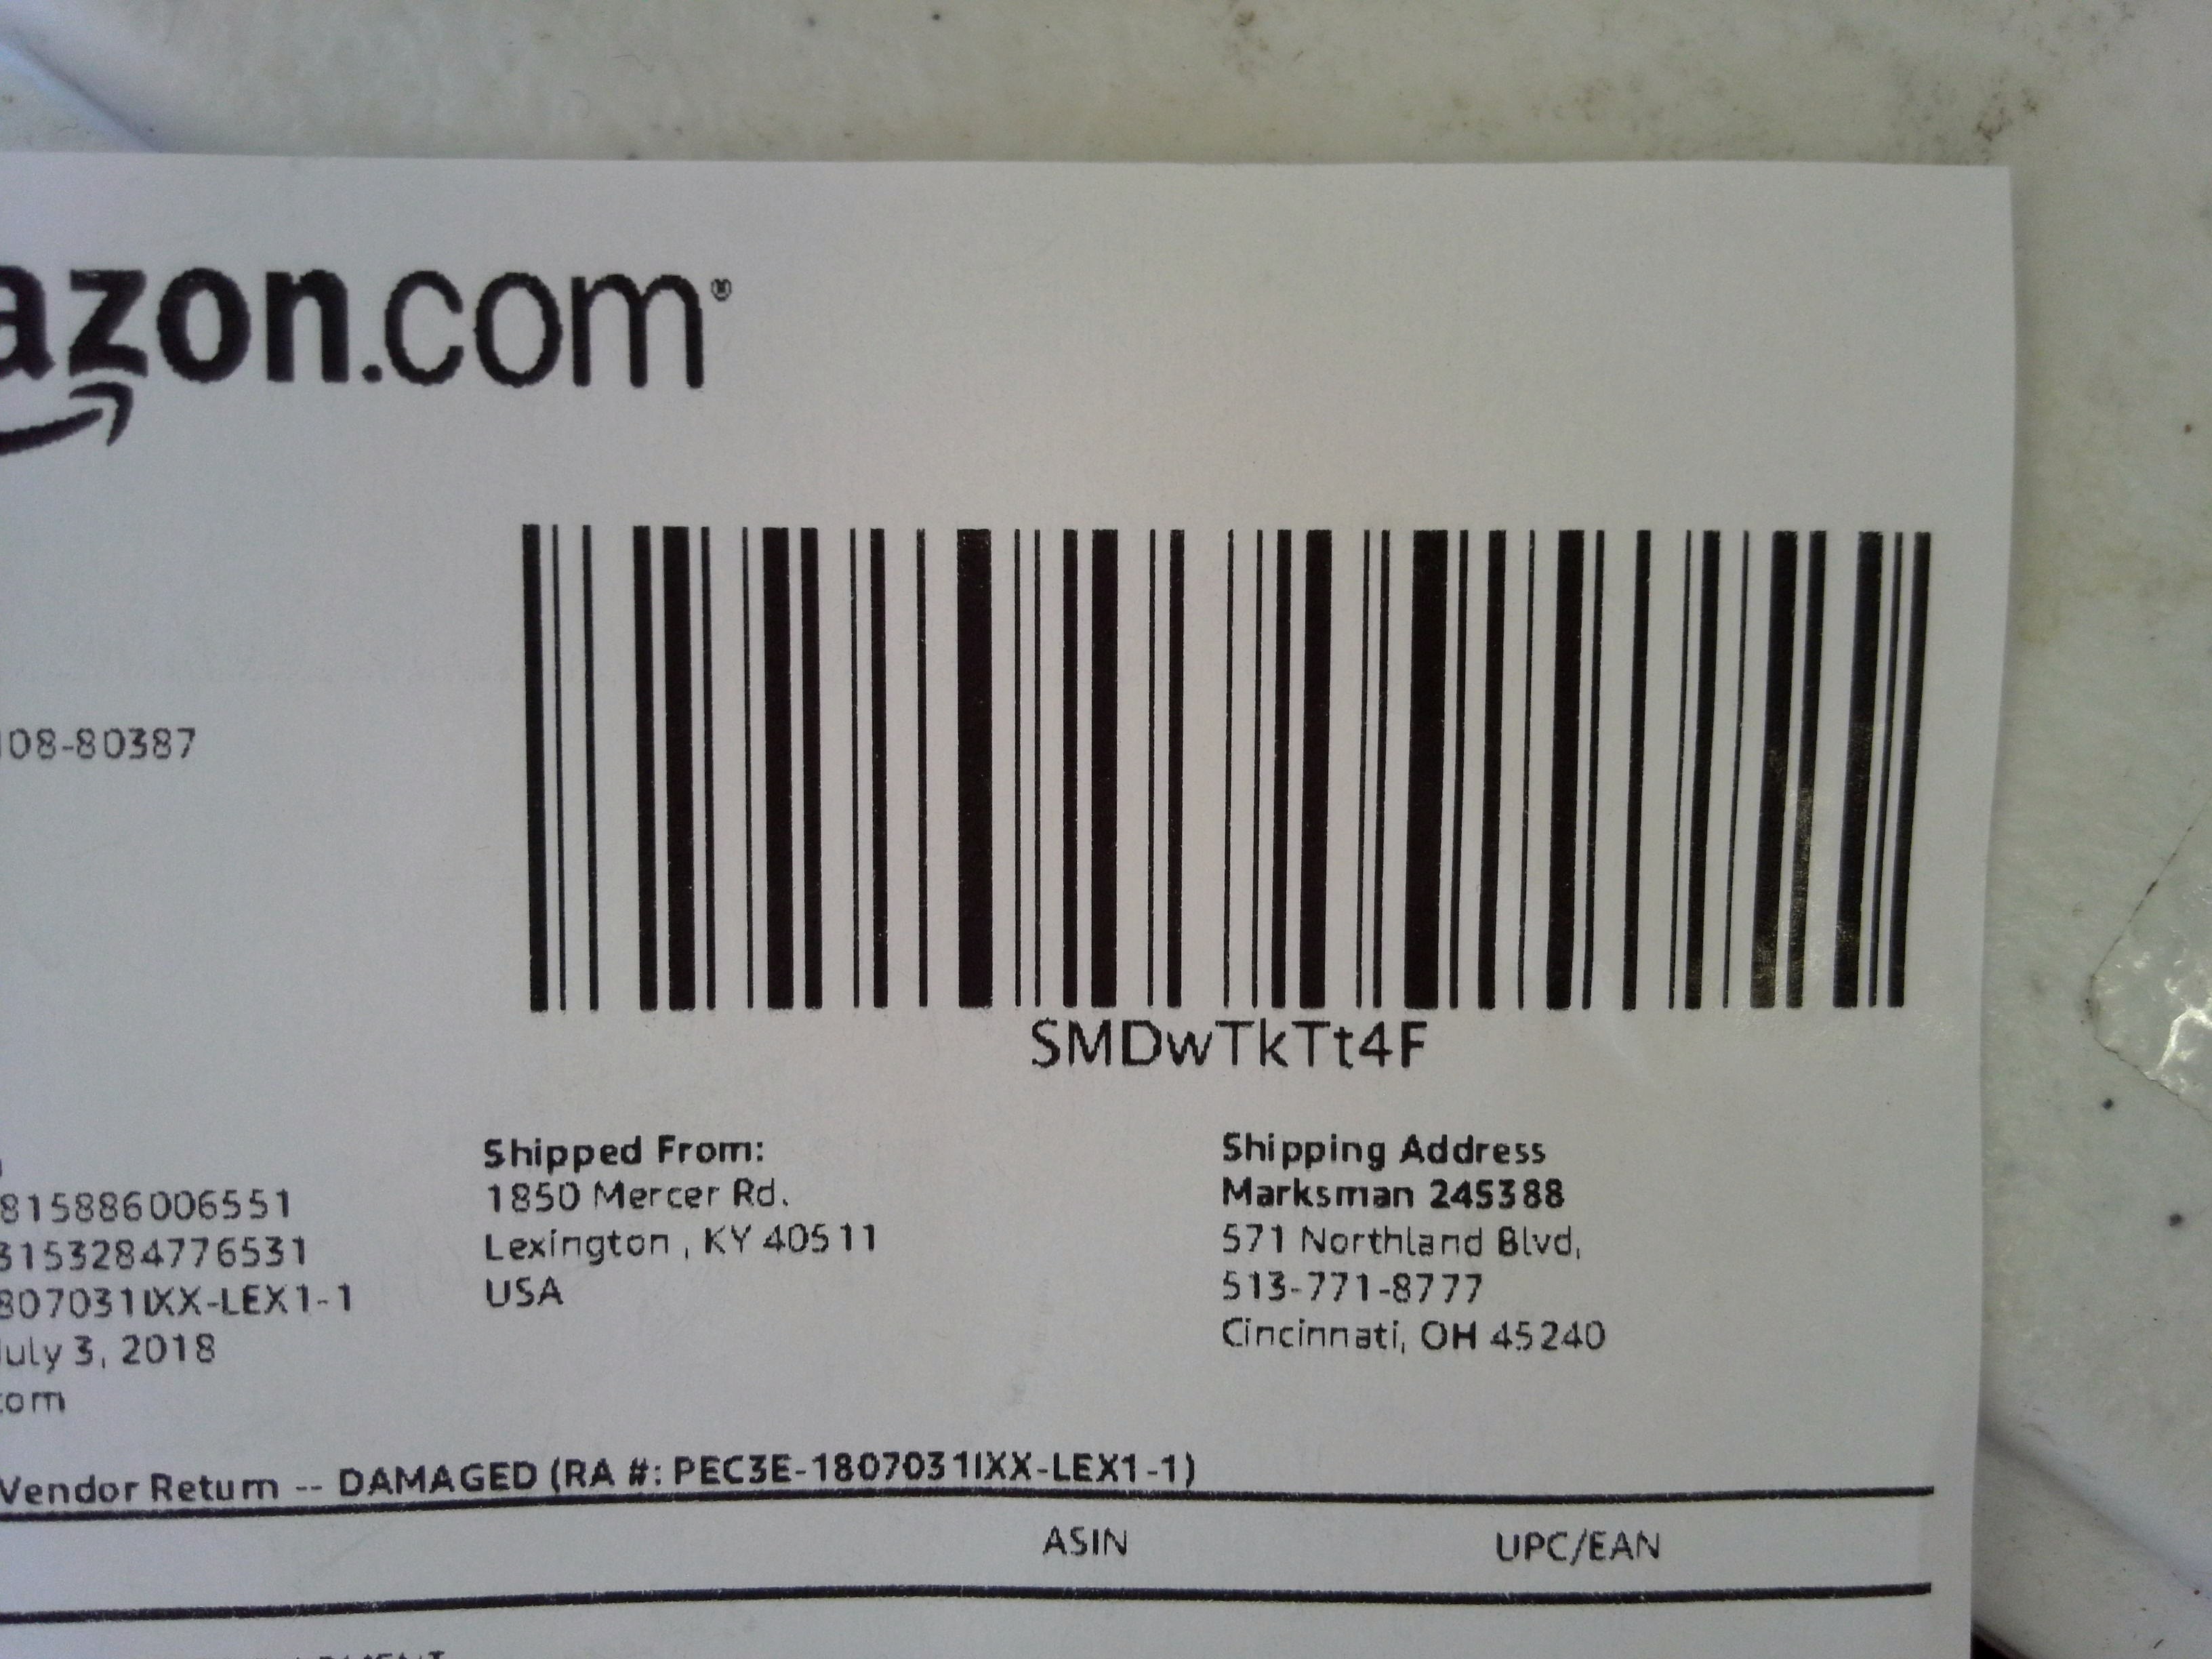 azon.com®
108-80387
SMDwTkTt4F
Shipped From:
1850 Mercer Rd.
Lexington , KY 40511
USA
Shipping Address
Marksman 245388
571 Northland Blvd,
513-771-8777
Cincinnati, OH 45240
815886006551
3153284776531
8070311IXX-LEX1-1
July 3, 2018
com
Vendor Return -- DAMAGED (RA #: PEC3E-1807031IXX-LEX1-1)
ASIN UPC/EAN